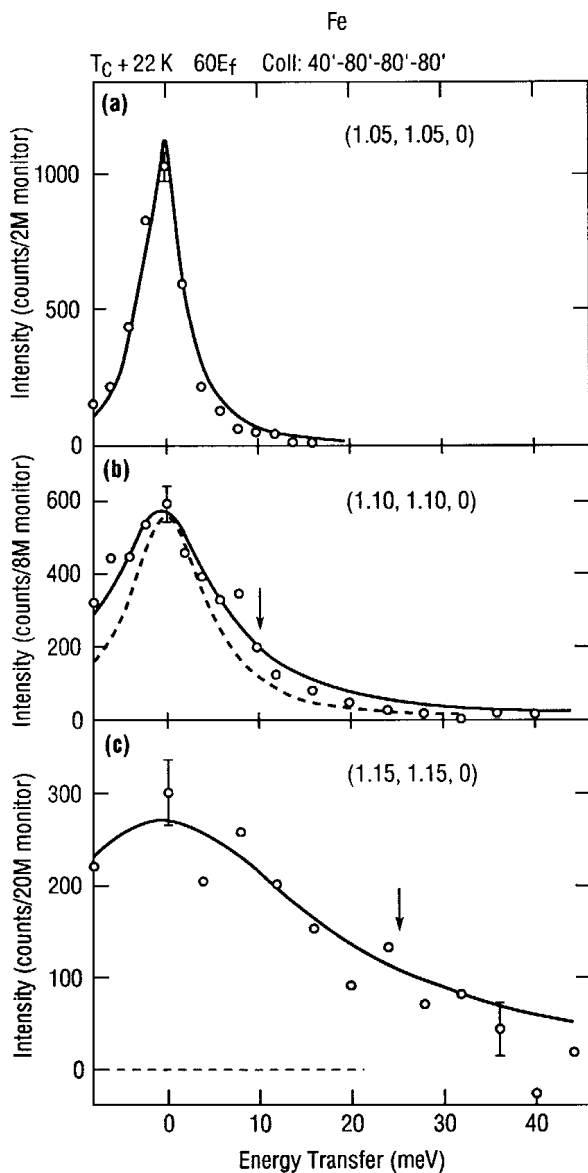 Fe
T_C + 22 K 60E_f Coll: 40'-80'-80'-80'
(a)
(1.05, 1.05, 0)
Intensity (counts/2M monitor)
1000
500
0
(b)
(1.10, 1.10, 0)
Intensity (counts/8M monitor)
600
400
200
0
(c)
(1.15, 1.15, 0)
Intensity (counts/20M monitor)
300
200
100
0
0 10 20 30 40
Energy Transfer (meV)